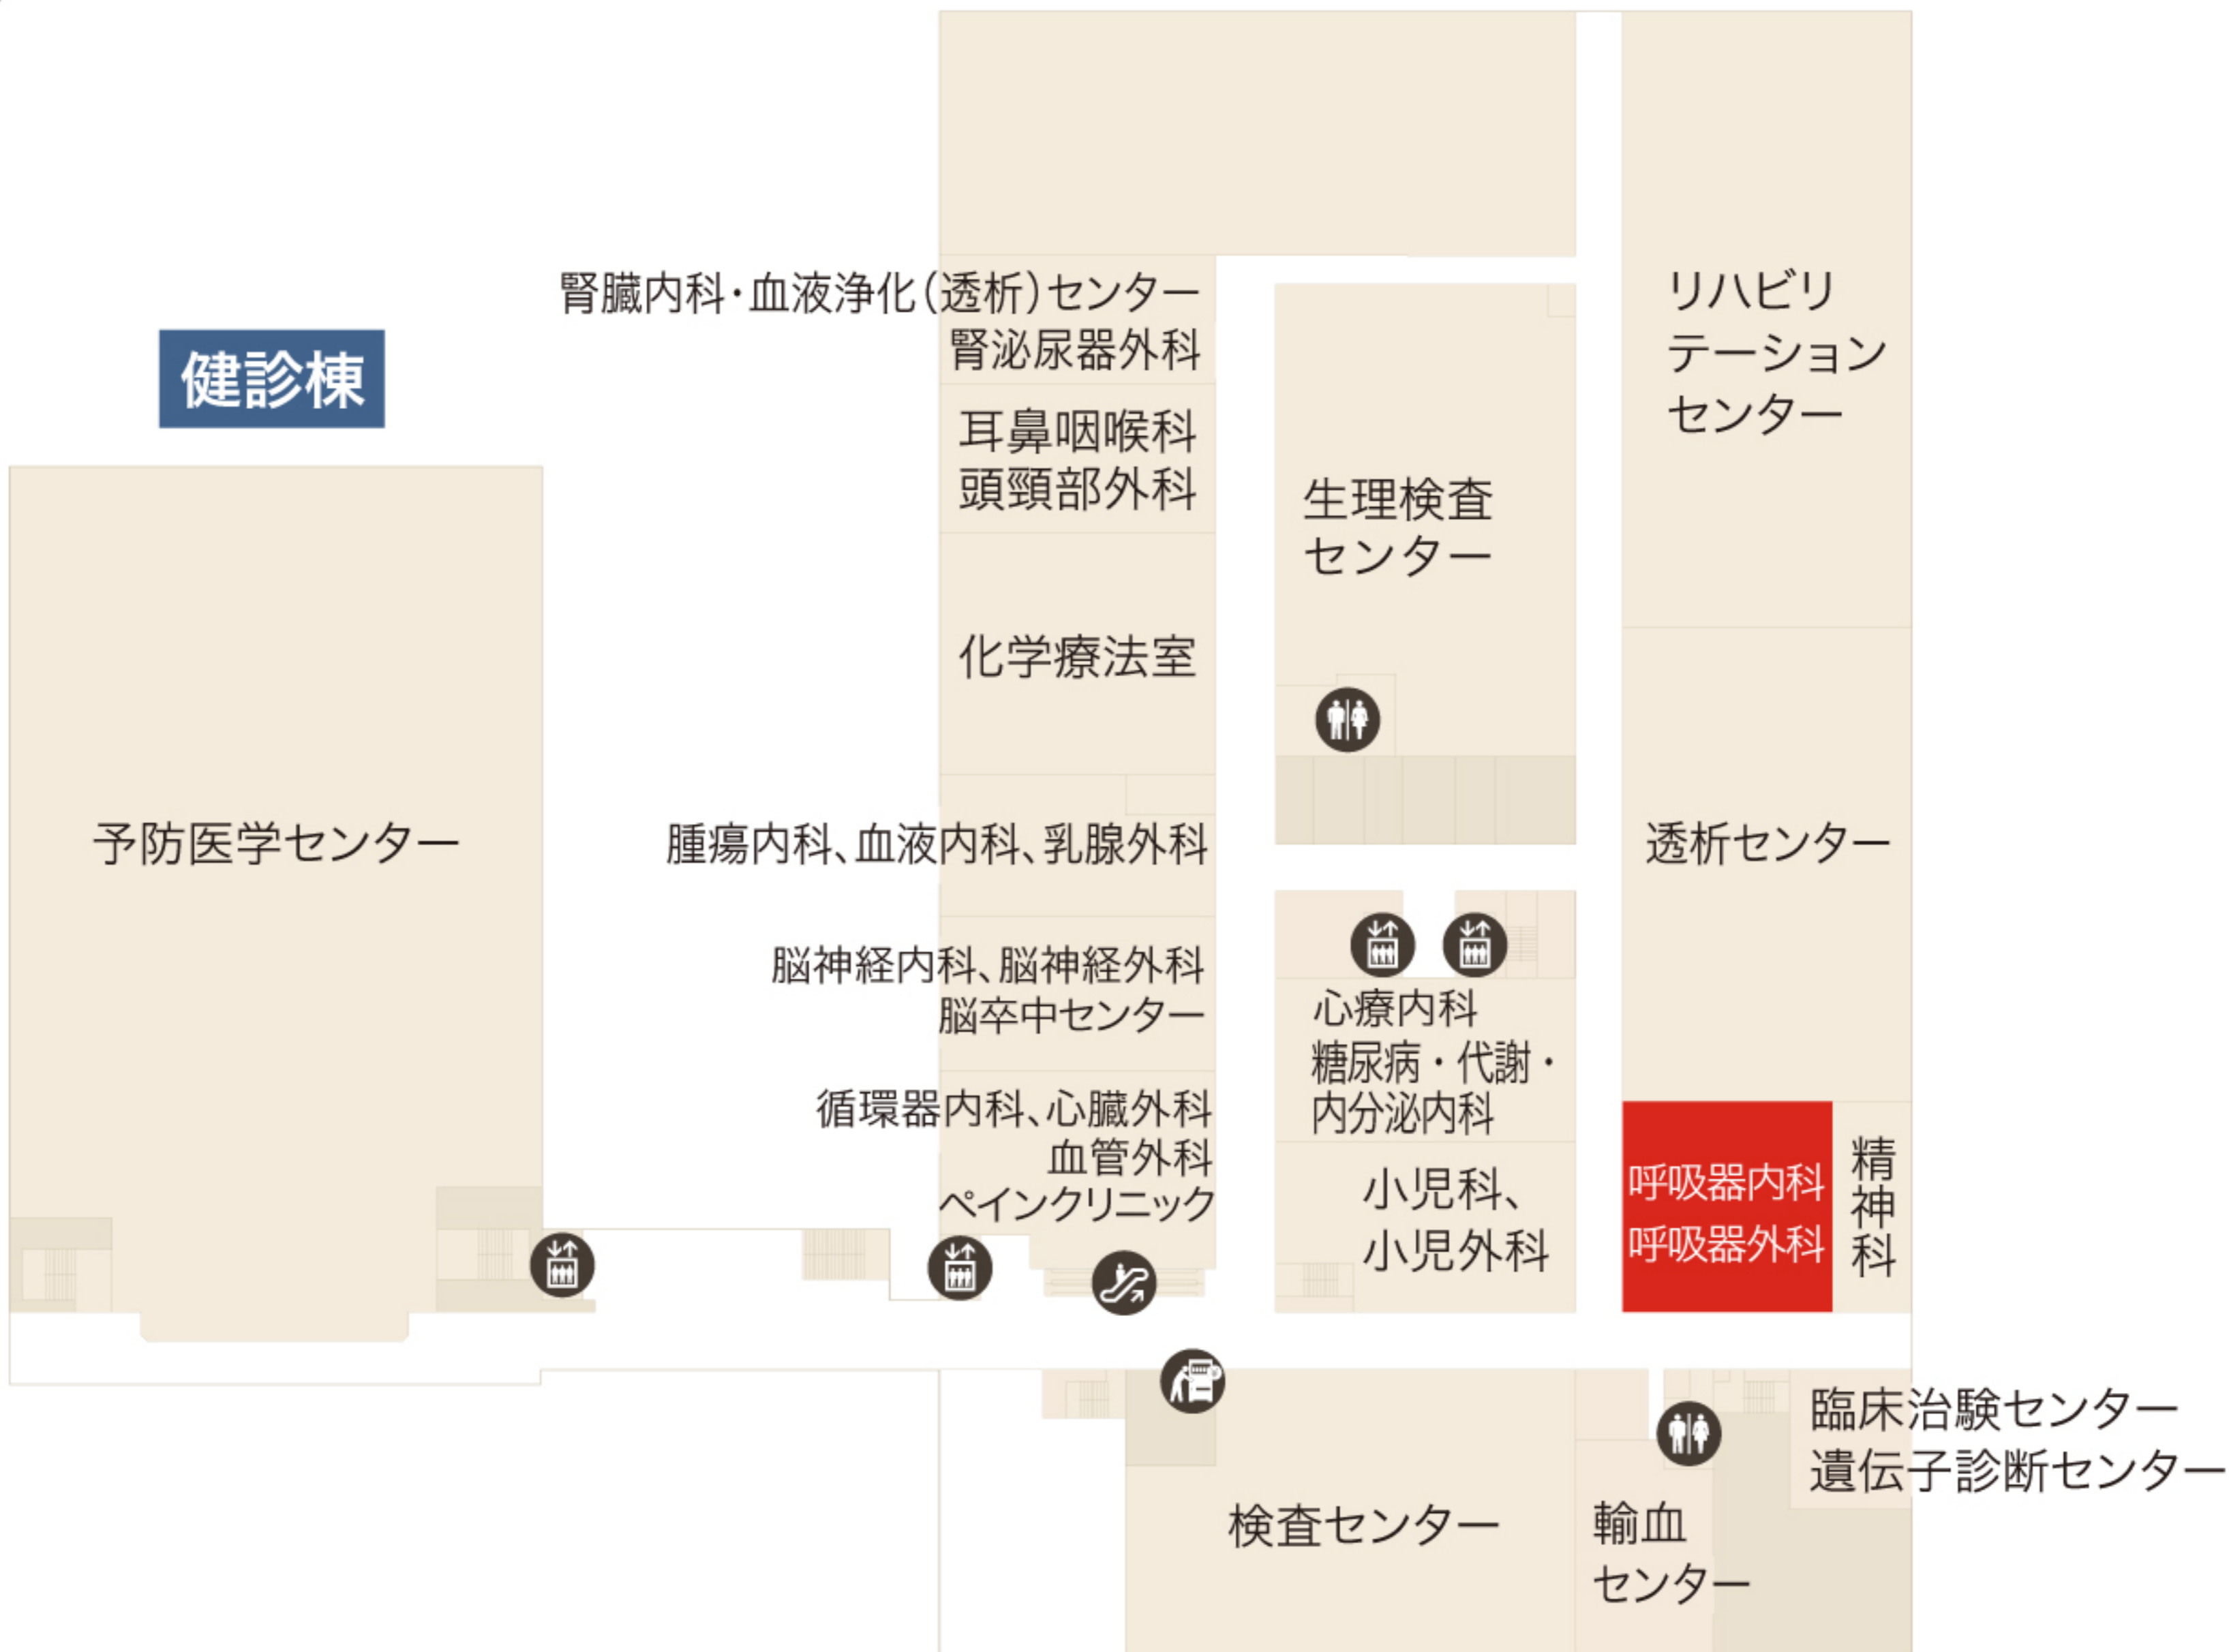 腎臓内科・血液浄化(透析)センター
腎泌尿器外科
リハビリ
テーション
センター
健診棟
耳鼻咽喉科
頭頸部外科
生理検査
センター
化学療法室
予防医学センター
腫瘍内科、血液内科、乳腺外科
透析センター
脳神経内科、脳神経外科
脳卒中センター
心療内科
糖尿病・代謝・
内分泌内科
循環器内科、心臓外科
血管外科
ペインクリニック
小児科、
小児外科
呼吸器内科
呼吸器外科
精神科
臨床治験センター
遺伝子診断センター
検査センター
輸血
センター